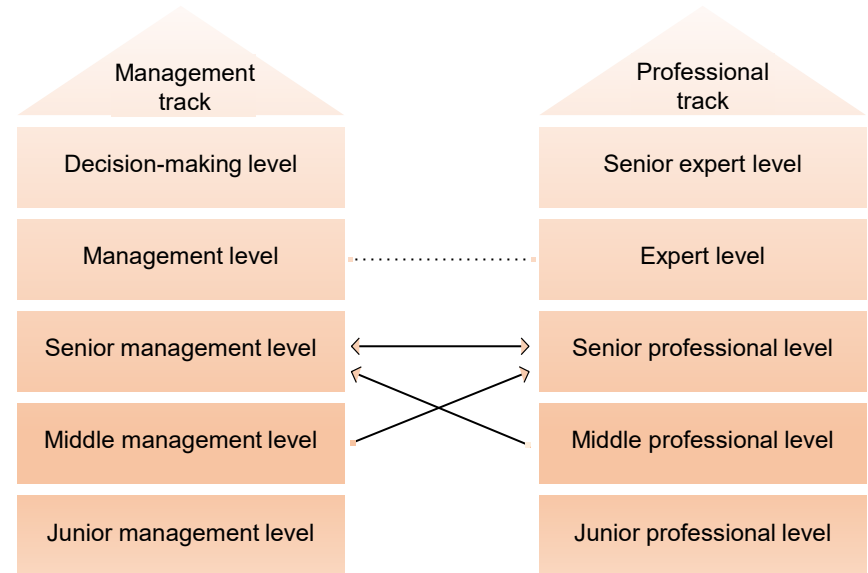 Management
track
Decision-making level
Management level
Senior management level
Middle management level
Junior management level
Professional
track
Senior expert level
Expert level
Senior professional level
Middle professional level
Junior professional level